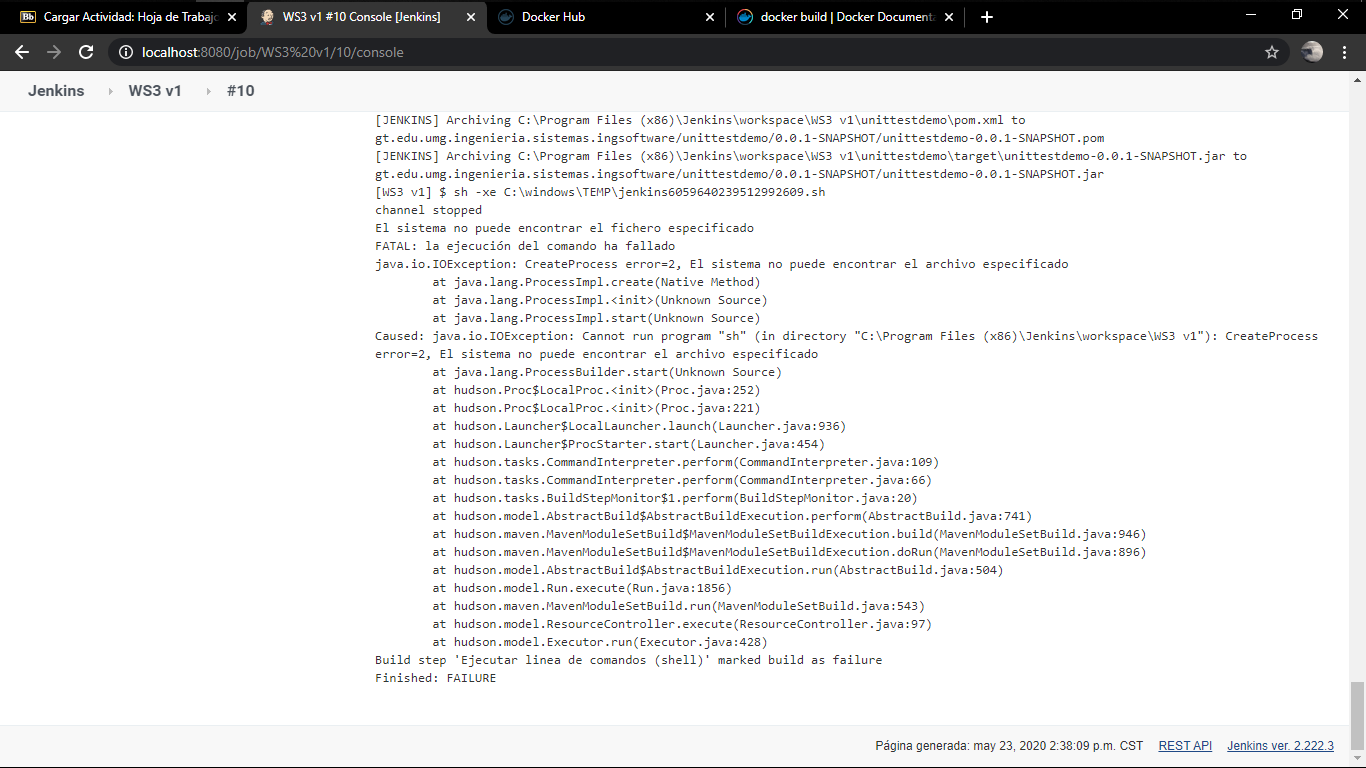 Bb Cargar Actividad: Hoja de Trabajo
WS3 v1 #10 Console [Jenkins]
Docker Hub
docker build | Docker Documenta
localhost:8080/job/WS3%20v1/10/console
Jenkins
WS3 v1
#10
[JENKINS] Archiving C:\Program Files (x86)\Jenkins\workspace\WS3 v1\unittestdemo\pom.xml to
gt.edu.umg.ingenieria.sistemas.ingsoftware/unittestdemo/0.0.1-SNAPSHOT/unittestdemo-0.0.1-SNAPSHOT.pom
[JENKINS] Archiving C:\Program Files (x86)\Jenkins\workspace\WS3 v1\unittestdemo\target\unittestdemo-0.0.1-SNAPSHOT.jar to
gt.edu.umg.ingenieria.sistemas.ingsoftware/unittestdemo/0.0.1-SNAPSHOT/unittestdemo-0.0.1-SNAPSHOT.jar
[WS3 v1] $ sh -xe C:\windows\TEMP\jenkins6059640239512992609.sh
channel stopped
El sistema no puede encontrar el fichero especificado
FATAL: la ejecución del comando ha fallado
java.io.IOException: CreateProcess error=2, El sistema no puede encontrar el archivo especificado
at java.lang.ProcessImpl.create(Native Method)
at java.lang.ProcessImpl.<init>(Unknown Source)
at java.lang.ProcessImpl.start(Unknown Source)
Caused: java.io.IOException: Cannot run program "sh" (in directory "C:\Program Files (x86)\Jenkins\workspace\WS3 v1"): CreateProcess
error=2, El sistema no puede encontrar el archivo especificado
at java.lang.ProcessBuilder.start(Unknown Source)
at hudson.Proc$LocalProc.<init>(Proc.java:252)
at hudson.Proc$LocalProc.<init>(Proc.java:221)
at hudson.Launcher$LocalLauncher.launch(Launcher.java:936)
at hudson.Launcher$ProcStarter.start(Launcher.java:454)
at hudson.tasks.CommandInterpreter.perform(CommandInterpreter.java:109)
at hudson.tasks.CommandInterpreter.perform(CommandInterpreter.java:66)
at hudson.tasks.BuildStepMonitor$1.perform(BuildStepMonitor.java:20)
at hudson.model.AbstractBuild$AbstractBuildExecution.perform(AbstractBuild.java:741)
at hudson.maven.MavenModuleSetBuild$MavenModuleSetBuildExecution.build(MavenModuleSetBuild.java:946)
at hudson.maven.MavenModuleSetBuild$MavenModuleSetBuildExecution.doRun(MavenModuleSetBuild.java:896)
at hudson.model.AbstractBuild$AbstractBuildExecution.run(AbstractBuild.java:504)
at hudson.model.Run.execute(Run.java:1856)
at hudson.maven.MavenModuleSetBuild.run(MavenModuleSetBuild.java:543)
at hudson.model.ResourceController.execute(ResourceController.java:97)
at hudson.model.Executor.run(Executor.java:428)
Build step 'Ejecutar linea de comandos (shell)' marked build as failure
Finished: FAILURE
Página generada: may 23, 2020 2:38:09 p.m. CST REST API Jenkins ver. 2.222.3